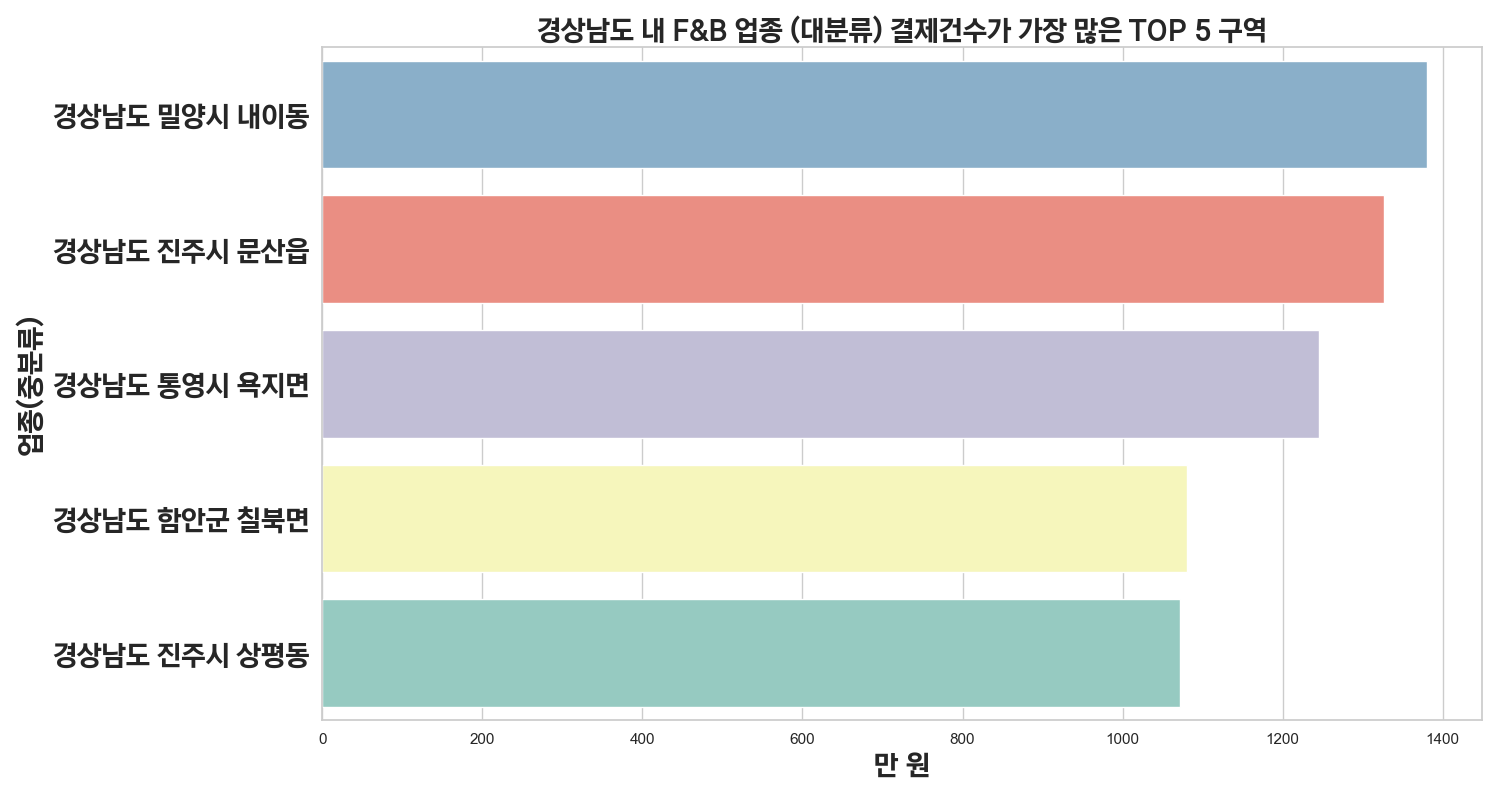 경상남도 내 F&B 업종 (대분류) 결제건수가 가장 많은 TOP 5 구역
업종(중분류)
경상남도 밀양시 내이동
경상남도 진주시 문산읍
경상남도 통영시 욕지면
경상남도 함안군 칠북면
경상남도 진주시 상평동
0 200 400 600 800 1000 1200 1400
만 원